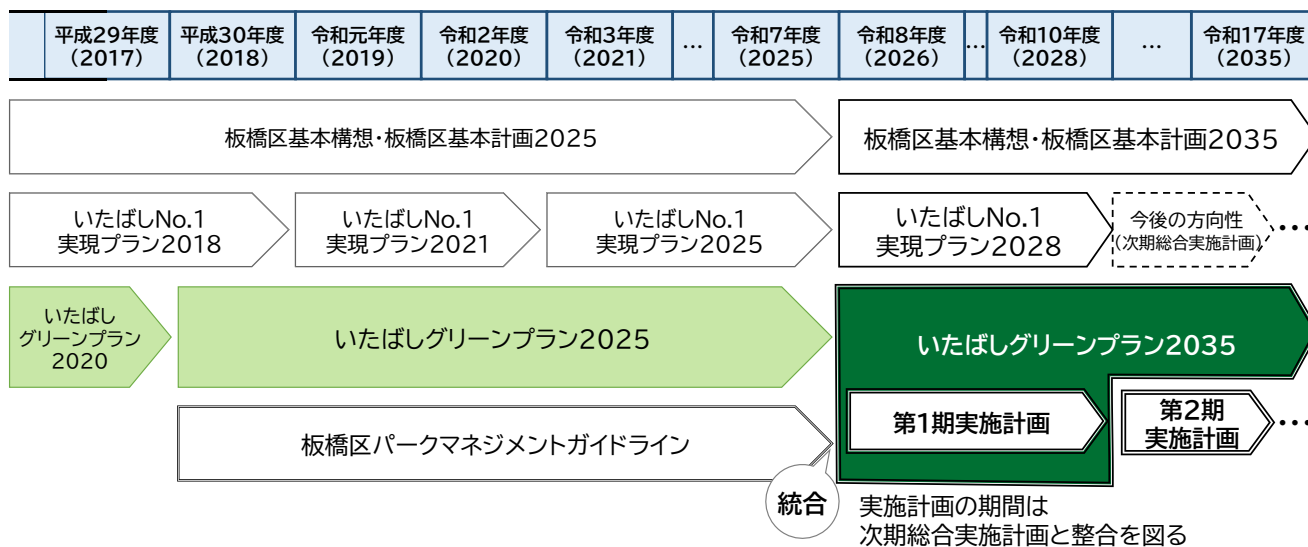 平成29年度
(2017)
平成30年度
(2018)
令和元年度
(2019)
令和2年度
(2020)
令和3年度
(2021)
…
令和7年度
(2025)
令和8年度
(2026)
…
令和10年度
(2028)
…
令和17年度
(2035)
板橋区基本構想・板橋区基本計画2025
板橋区基本構想・板橋区基本計画2035
いたばしNo.1
実現プラン2018
いたばしNo.1
実現プラン2021
いたばしNo.1
実現プラン2025
いたばしNo.1
実現プラン2028
今後の方向性
(次期総合実施計画)
…
いたばし
グリーンプラン
2020
いたばしグリーンプラン2025
いたばしグリーンプラン2035
板橋区パークマネジメントガイドライン
第1期実施計画
第2期
実施計画
…
統合
実施計画の期間は
次期総合実施計画と整合を図る